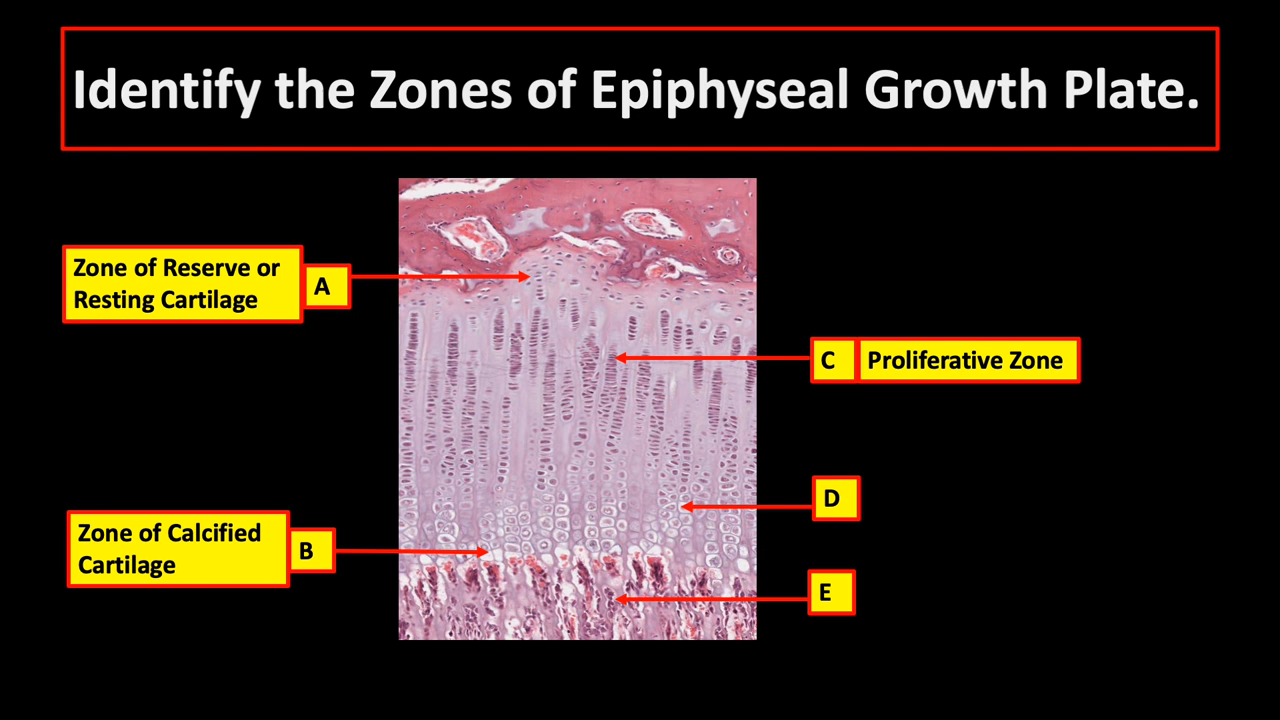 Identify the Zones of Epiphyseal Growth Plate.
Zone of Reserve or
Resting Cartilage
A
C
Proliferative Zone
D
Zone of Calcified
Cartilage
B
E